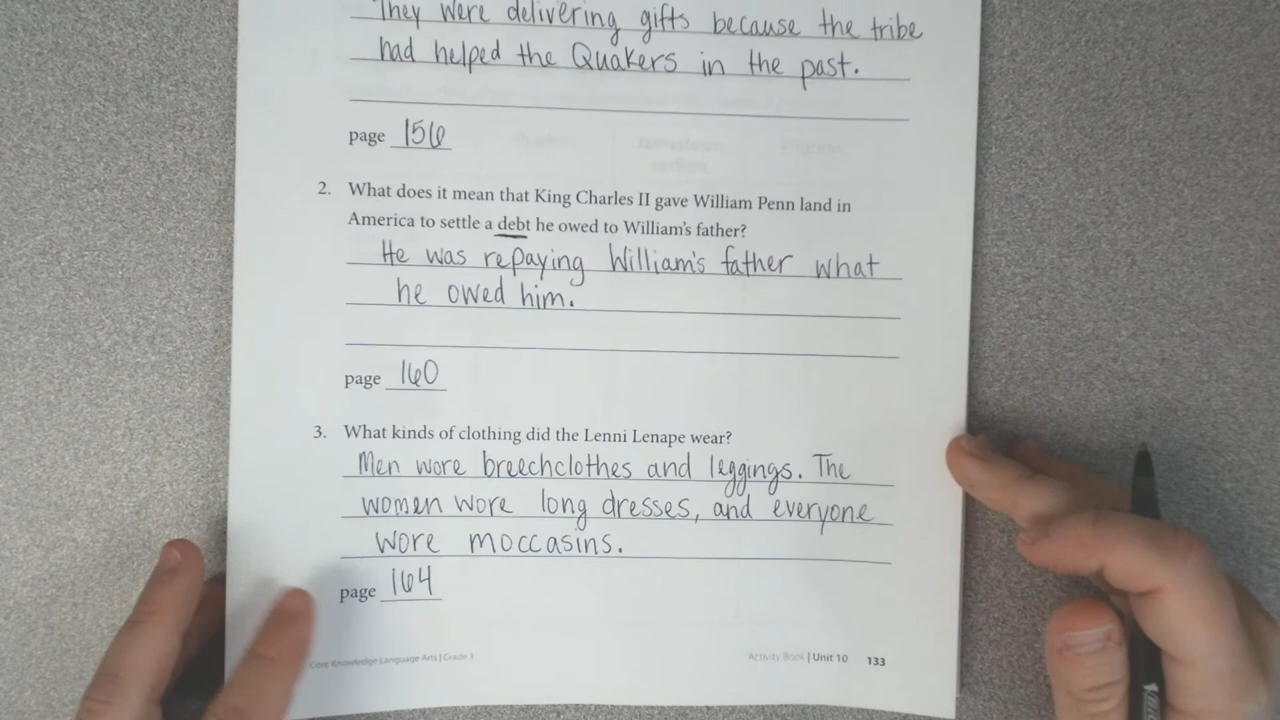 They were delivering gifts because the tribe
had helped the Quakers in the past.
page 156
2. What does it mean that King Charles II gave William Penn land in
America to settle a debt he owed to William's father?
He was repaying William's father what
he owed him.
page 160
3. What kinds of clothing did the Lenni Lenape wear?
Men wore breechclothes and leggings. The
women wore long dresses, and everyone
wore moccasins.
page 164
Core Knowledge Language Arts | Grade 3
Activity Book | Unit 10 133